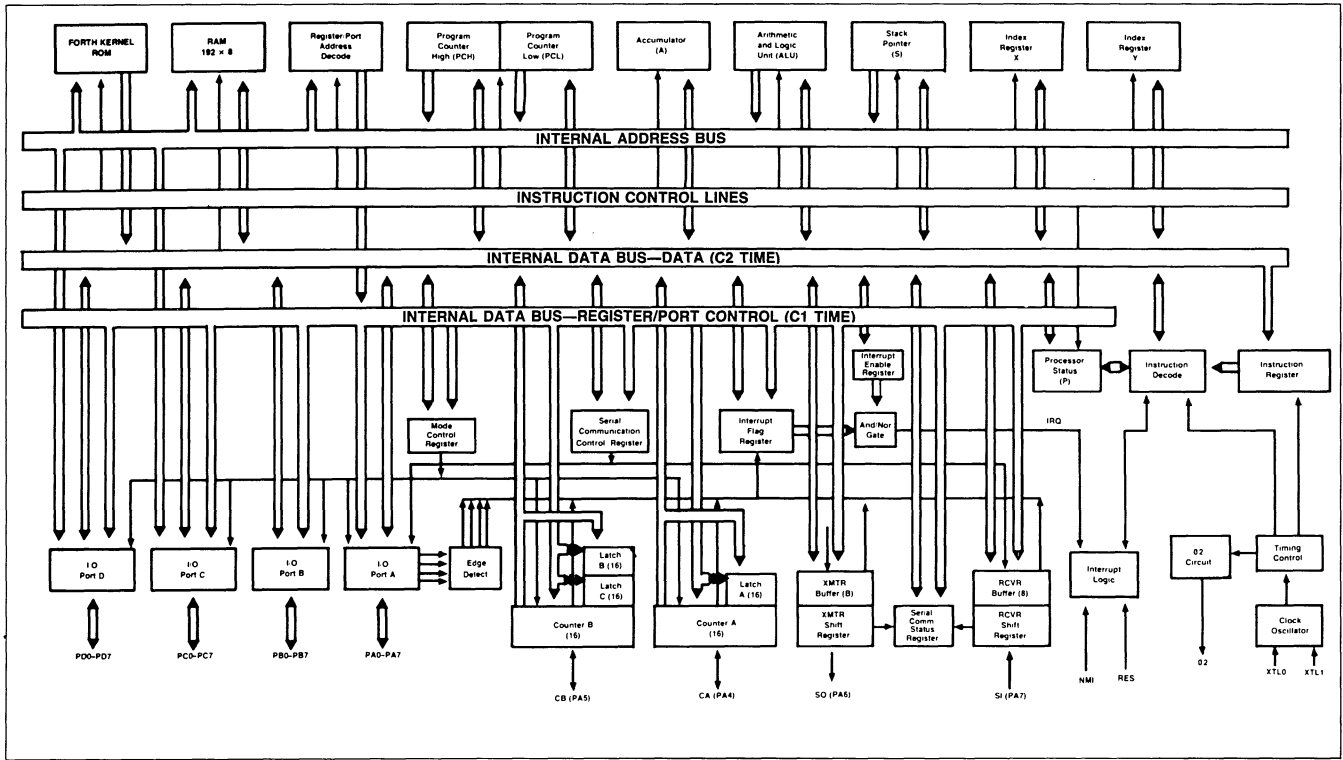 FORTH KERNEL
ROM
RAM
192 × 8
Register/Port
Address
Decode
Program
Counter
High (PCH)
Program
Counter
Low (PCL)
Accumulator
(A)
Arithmetic
and Logic
Unit (ALU)
Stack
Pointer
(S)
Index
Register
X
Index
Register
Y
INTERNAL ADDRESS BUS
INSTRUCTION CONTROL LINES
INTERNAL DATA BUS—DATA (C2 TIME)
INTERNAL DATA BUS—REGISTER/PORT CONTROL (C1 TIME)
Interrupt
Enable
Register
Processor
Status
(P)
Instruction
Decode
Instruction
Register
Mode
Control
Register
Serial
Communication
Control Register
Interrupt
Flag
Register
And/Nor
Gate
IRQ
I/O
Port D
I/O
Port C
I/O
Port B
I/O
Port A
Edge
Detect
Latch
B (16)
Latch
C (16)
Counter B
(16)
Latch
A (16)
Counter A
(16)
XMTR
Buffer (B)
XMTR
Shift
Register
Serial
Comm
Status
Register
RCVR
Buffer (8)
RCVR
Shift
Register
Interrupt
Logic
02
Circuit
Timing
Control
Clock
Oscillator
PD0-PD7
PC0-PC7
PB0-PB7
PA0-PA7
CB (PA5)
CA (PA4)
SO (PA6)
SI (PA7)
NMI
RES
02
XTL0
XTL1